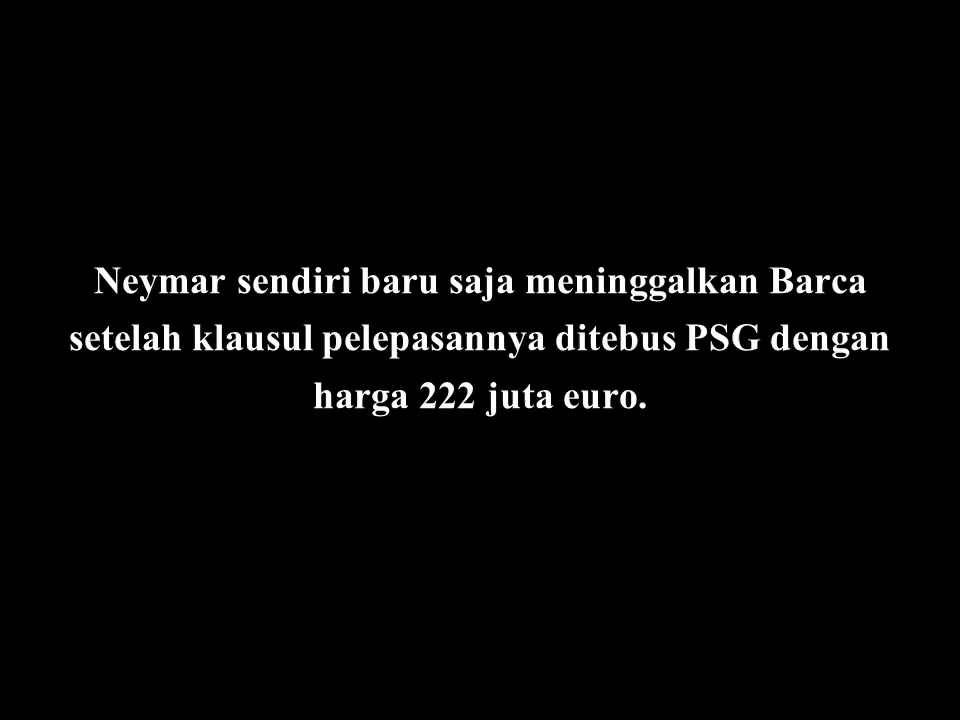 Neymar sendiri baru saja meninggalkan Barca
setelah klausul pelepasannya ditebus PSG dengan
harga 222 juta euro.